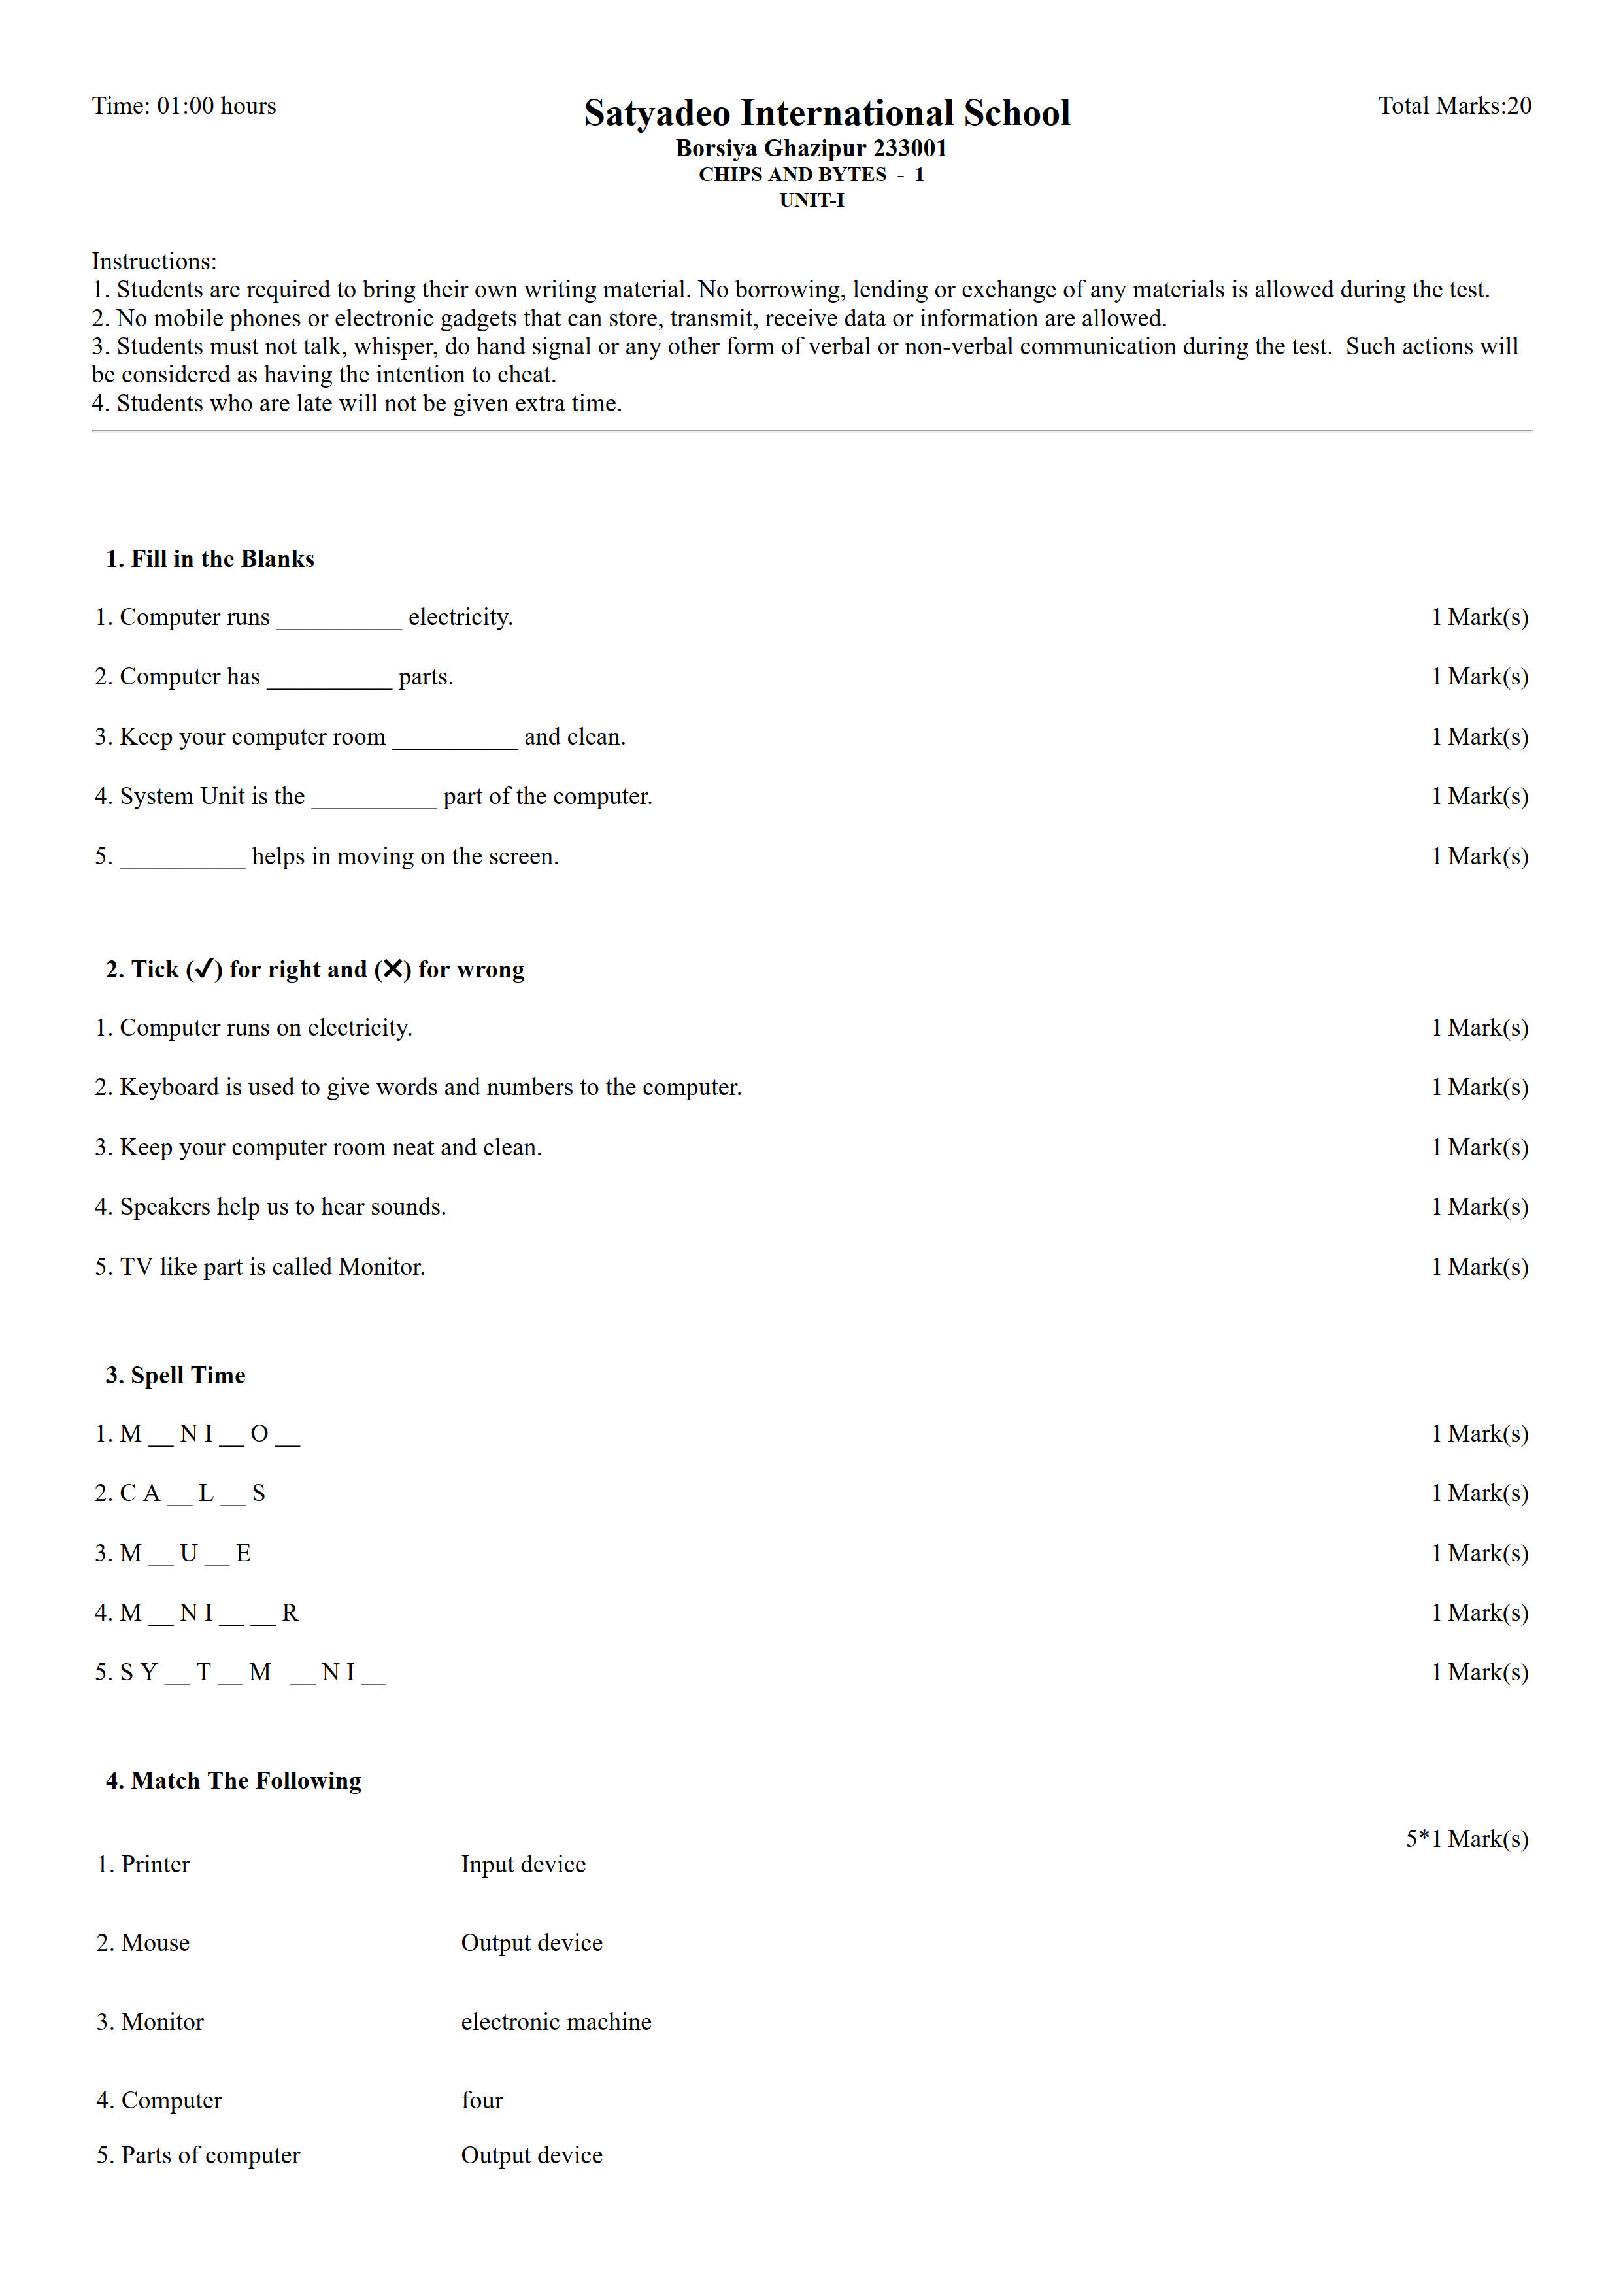 Time: 01:00 hours
Satyadeo International School
Total Marks:20
Borsiya Ghazipur 233001
CHIPS AND BYTES - 1
UNIT-I
Instructions:
1. Students are required to bring their own writing material. No borrowing, lending or exchange of any materials is allowed during the test.
2. No mobile phones or electronic gadgets that can store, transmit, receive data or information are allowed.
3. Students must not talk, whisper, do hand signal or any other form of verbal or non-verbal communication during the test. Such actions will
be considered as having the intention to cheat.
4. Students who are late will not be given extra time.
1. Fill in the Blanks
1. Computer runs __________ electricity. 1 Mark(s)
2. Computer has __________ parts. 1 Mark(s)
3. Keep your computer room __________ and clean. 1 Mark(s)
4. System Unit is the __________ part of the computer. 1 Mark(s)
5. __________ helps in moving on the screen. 1 Mark(s)
2. Tick (✓) for right and (✕) for wrong
1. Computer runs on electricity. 1 Mark(s)
2. Keyboard is used to give words and numbers to the computer. 1 Mark(s)
3. Keep your computer room neat and clean. 1 Mark(s)
4. Speakers help us to hear sounds. 1 Mark(s)
5. TV like part is called Monitor. 1 Mark(s)
3. Spell Time
1. M __ N I __ O __ 1 Mark(s)
2. C A __ L __ S 1 Mark(s)
3. M __ U __ E 1 Mark(s)
4. M __ N I __ __ R 1 Mark(s)
5. S Y __ T __ M __ N I __ 1 Mark(s)
4. Match The Following
5*1 Mark(s)
1. Printer Input device
2. Mouse Output device
3. Monitor electronic machine
4. Computer four
5. Parts of computer Output device